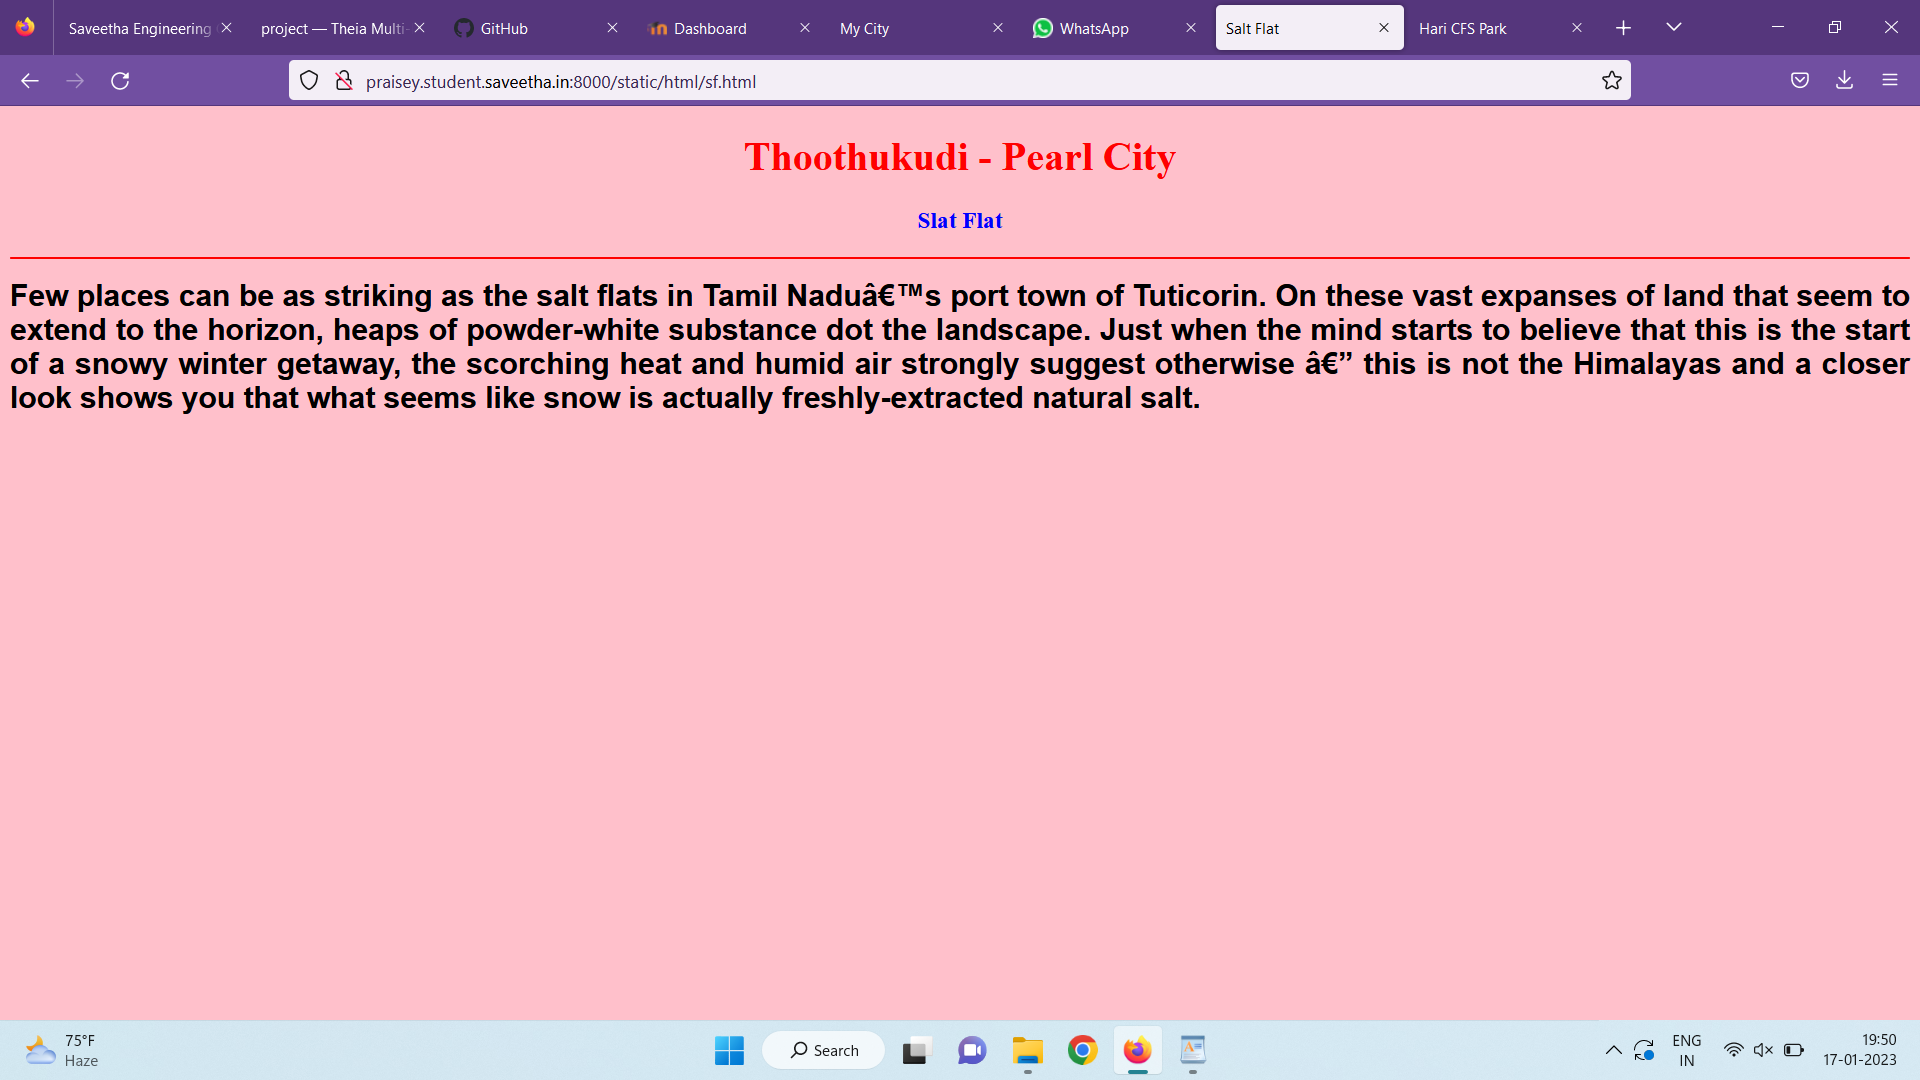 Saveetha Engineering
project — Theia Multi-
GitHub
Dashboard
My City
WhatsApp
Salt Flat
Hari CFS Park
praisey.student.saveetha.in:8000/static/html/sf.html
Thoothukudi - Pearl City
Slat Flat
Few places can be as striking as the salt flats in Tamil Naduâ€™s port town of Tuticorin. On these vast expanses of land that seem to
extend to the horizon, heaps of powder-white substance dot the landscape. Just when the mind starts to believe that this is the start
of a snowy winter getaway, the scorching heat and humid air strongly suggest otherwise â€” this is not the Himalayas and a closer
look shows you that what seems like snow is actually freshly-extracted natural salt.
75°F
Haze
Search
ENG
IN
19:50
17-01-2023